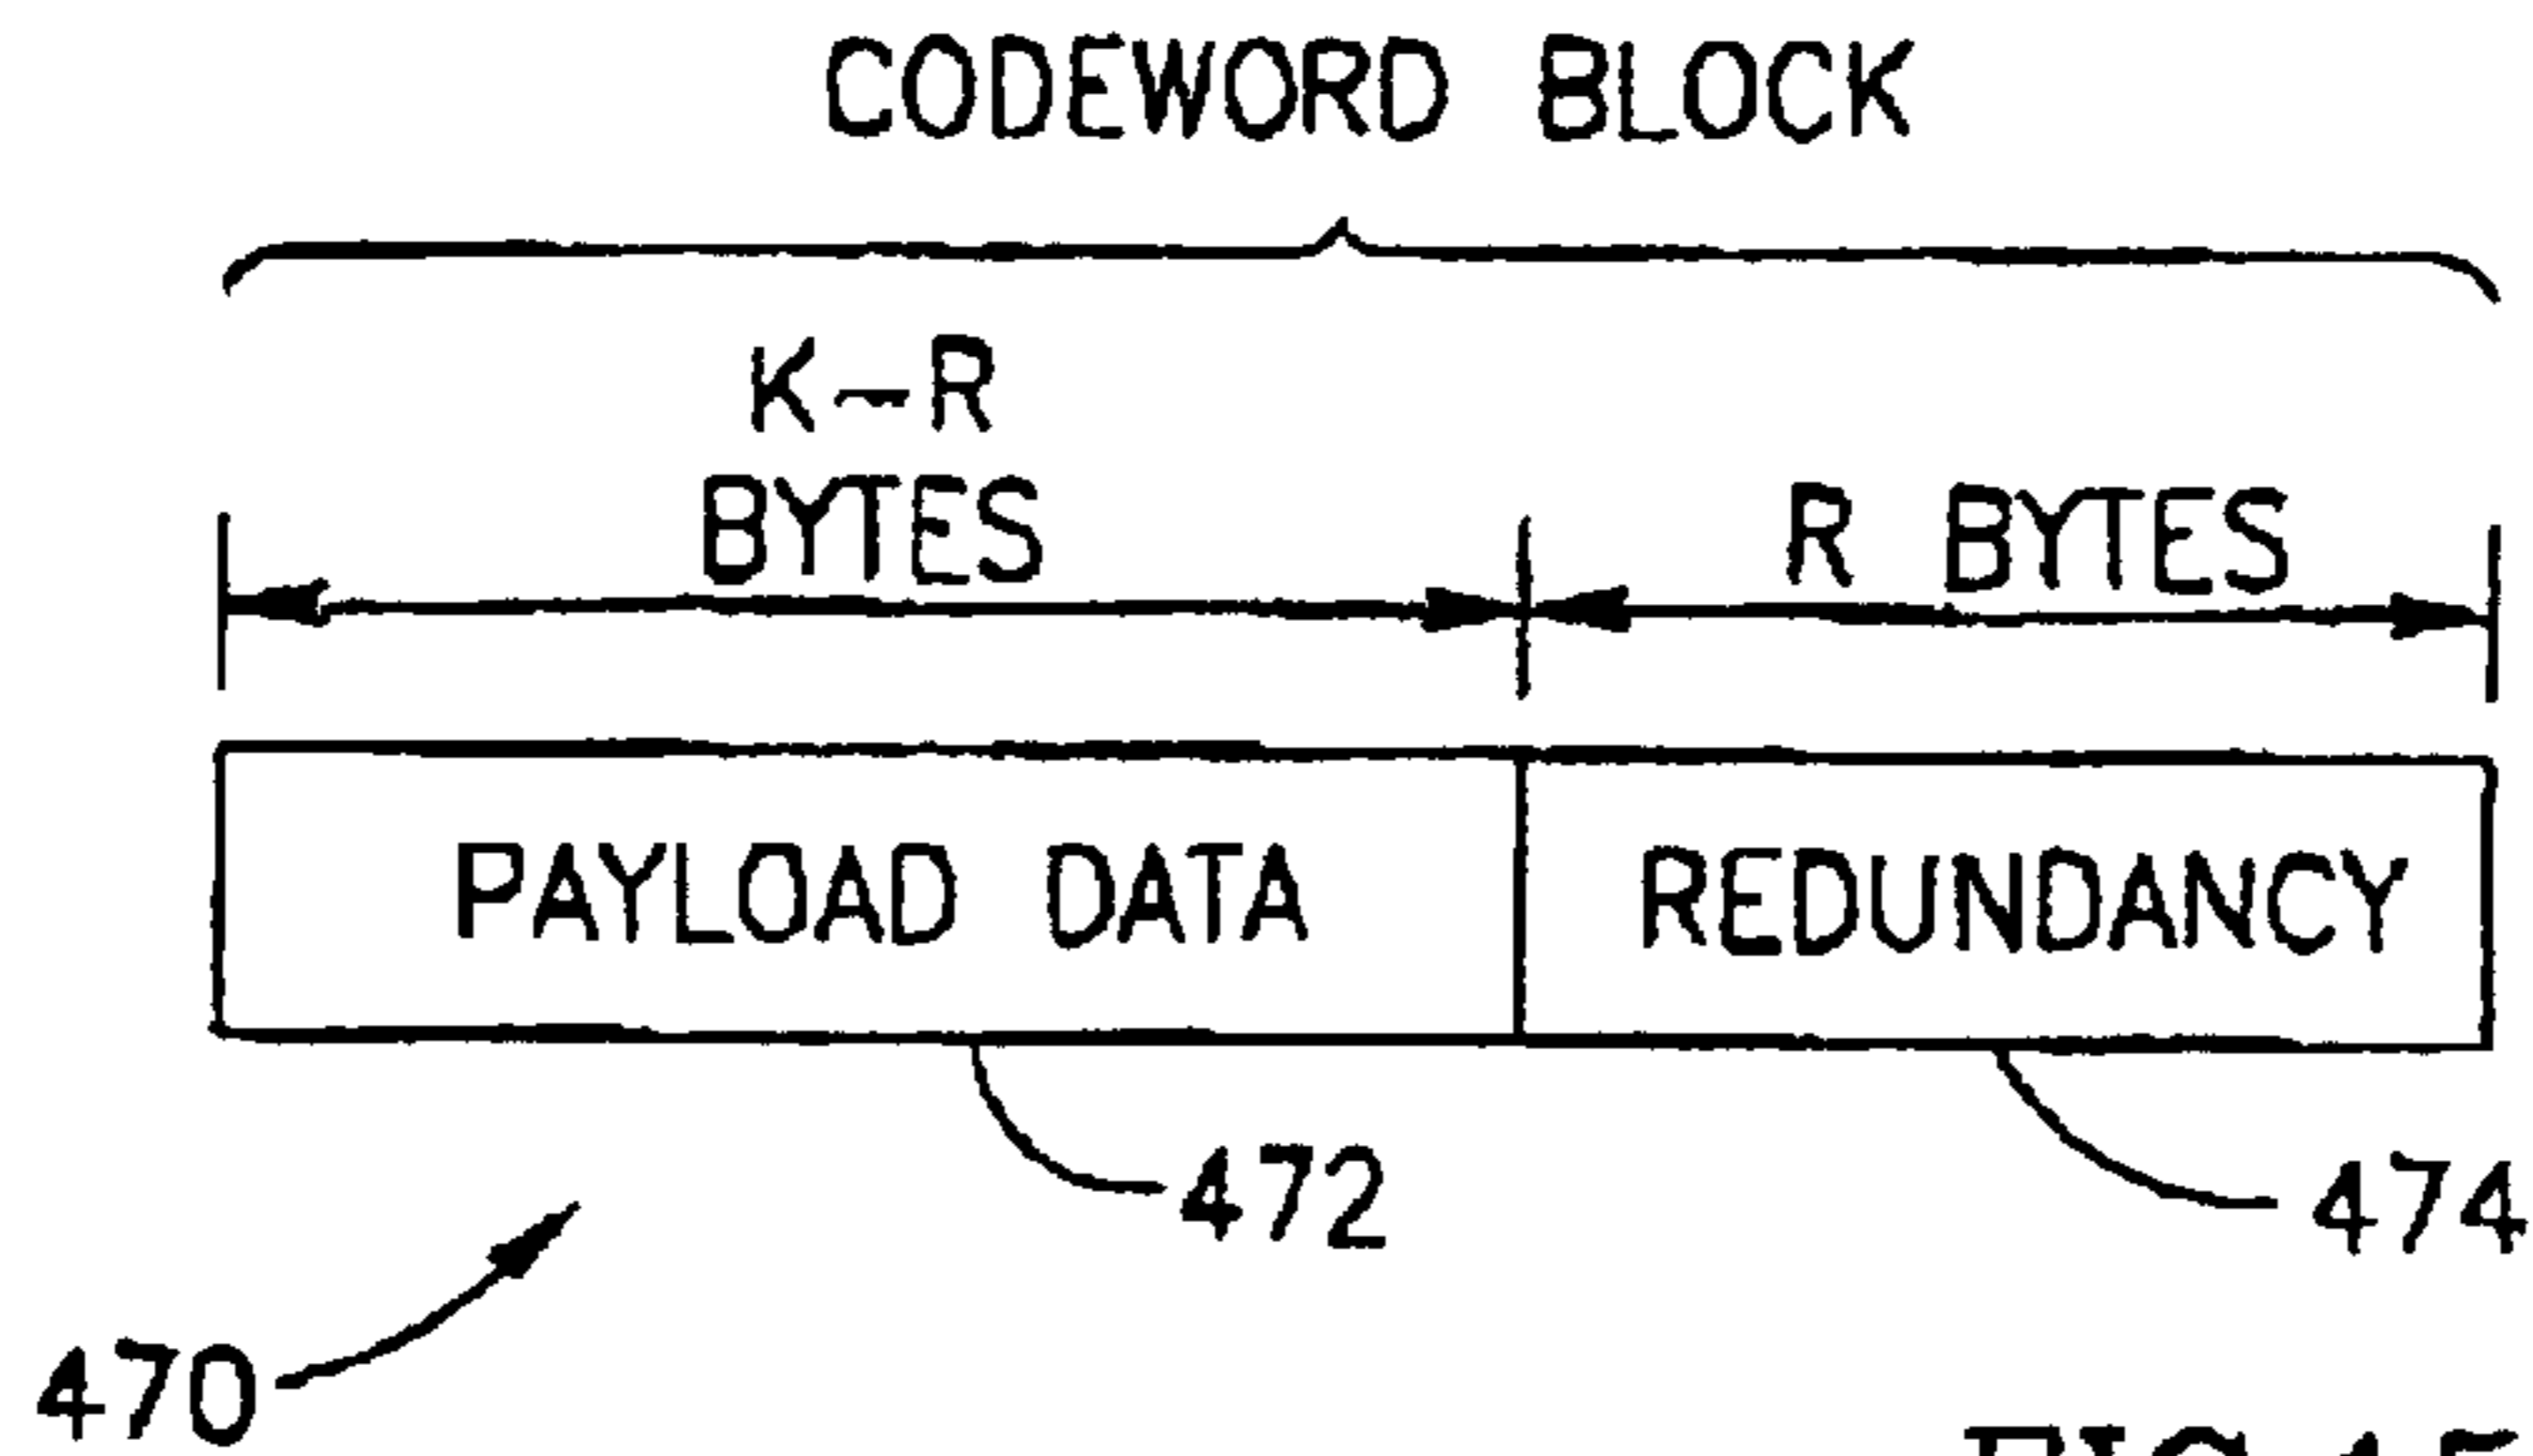 CODEWORD BLOCK
K-R
BYTES
R BYTES
PAYLOAD DATA
REDUNDANCY
472
474
470